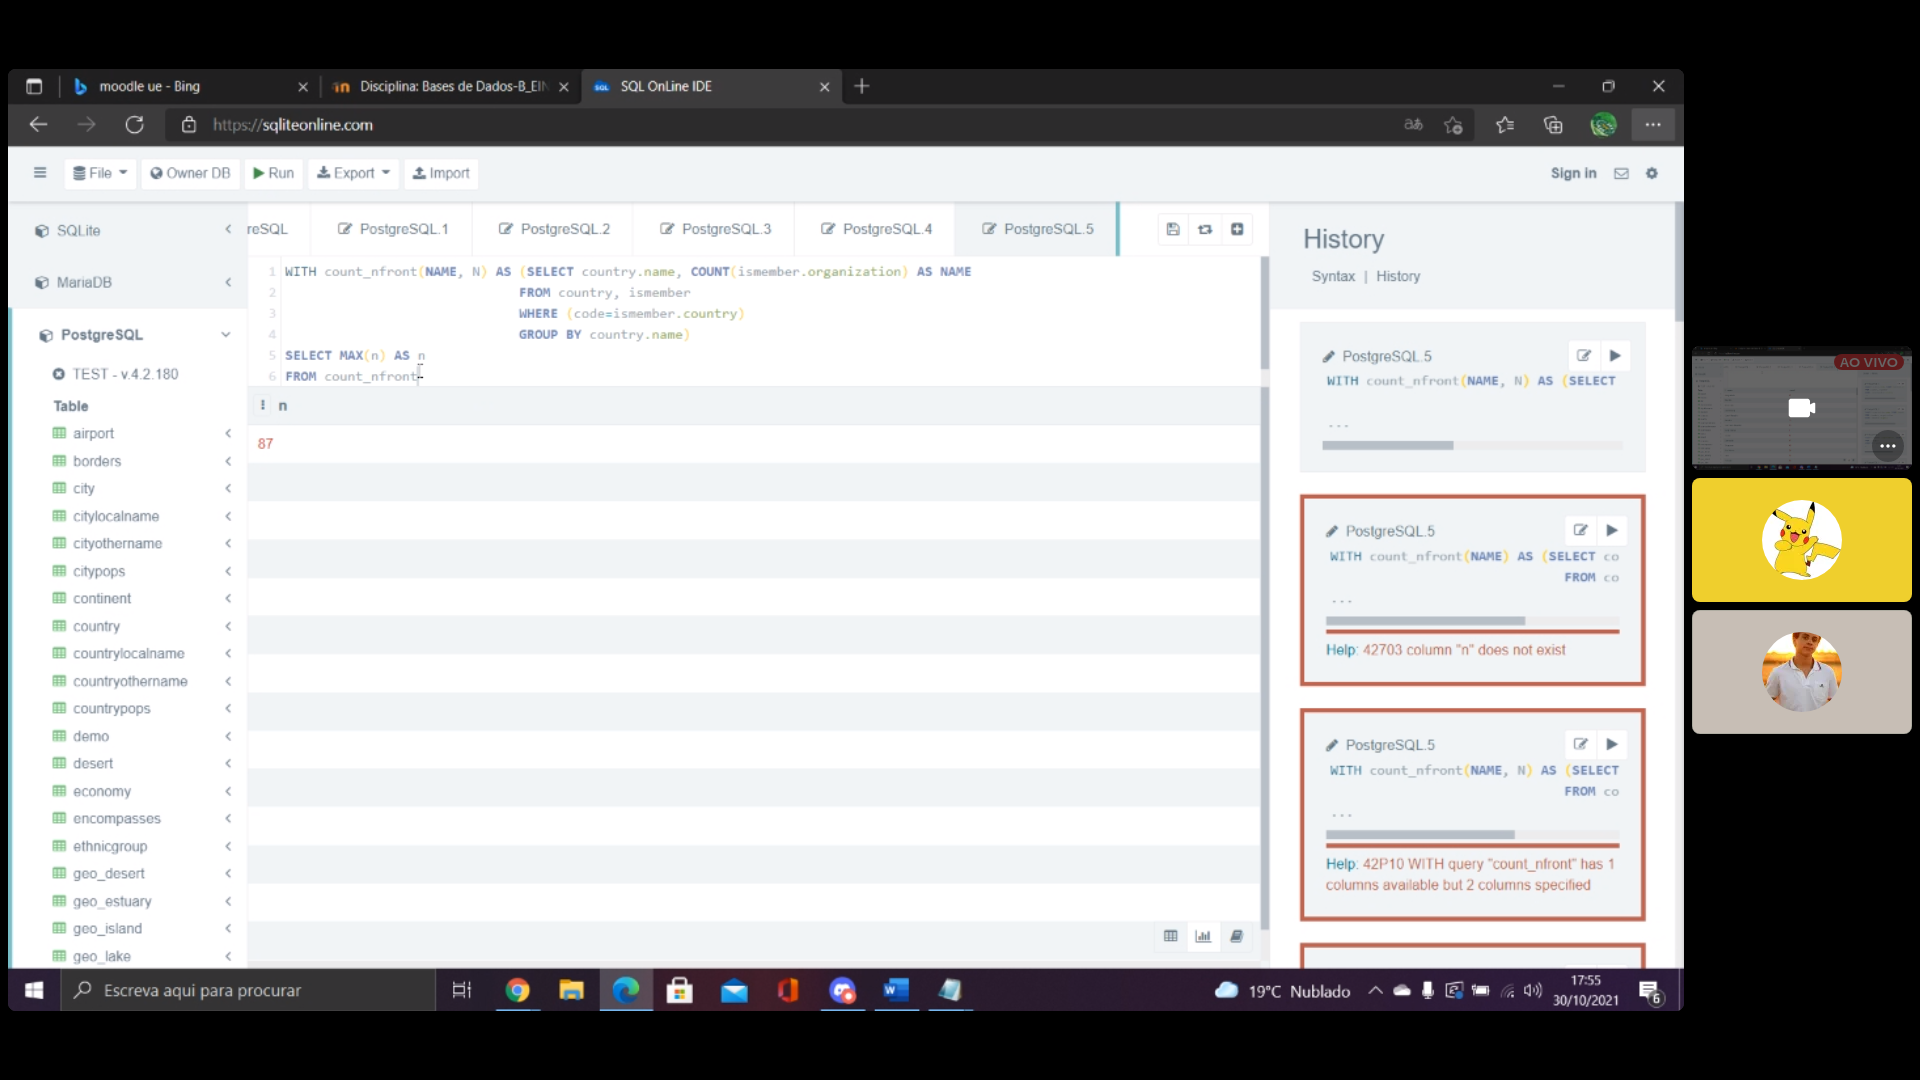 moodle ue - Bing
Disciplina: Bases de Dados-B_EIN
SQL OnLine IDE
https://sqliteonline.com
File
Owner DB
Run
Export
Import
Sign in
SQLite
MariaDB
PostgreSQL
TEST - v.4.2.180
Table
airport
borders
city
citylocalname
cityothername
citypops
continent
country
countrylocalname
countryothername
countrypops
demo
desert
economy
encompasses
ethnicgroup
geo_desert
geo_estuary
geo_island
geo_lake
reSQL
PostgreSQL.1
PostgreSQL.2
PostgreSQL.3
PostgreSQL.4
PostgreSQL.5
1 WITH count_nfront(NAME, N) AS (SELECT country.name, COUNT(ismember.organization) AS NAME
2 FROM country, ismember
3 WHERE (code=ismember.country)
4 GROUP BY country.name)
5 SELECT MAX(n) AS n
6 FROM count_nfront
n
87
History
Syntax | History
PostgreSQL.5
WITH count_nfront(NAME, N) AS (SELECT
...
PostgreSQL.5
WITH count_nfront(NAME) AS (SELECT co
FROM co
...
Help: 42703 column "n" does not exist
PostgreSQL.5
WITH count_nfront(NAME, N) AS (SELECT
FROM co
...
Help: 42P10 WITH query "count_nfront" has 1
columns available but 2 columns specified
AO VIVO
Escreva aqui para procurar
19°C Nublado
17:55
30/10/2021
6